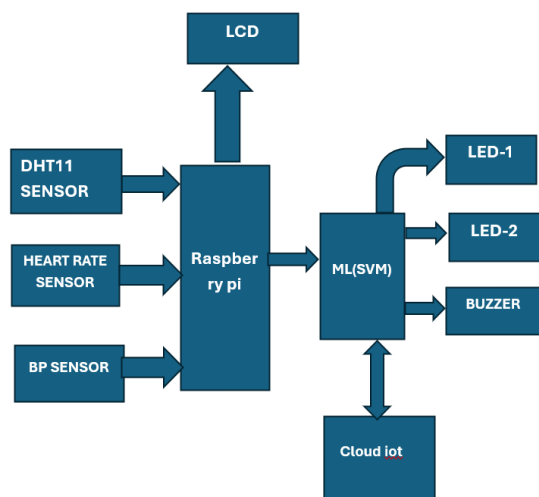 LCD
DHT11
SENSOR
HEART RATE
SENSOR
BP SENSOR
Raspber
ry pi
ML(SVM)
LED-1
LED-2
BUZZER
Cloud iot